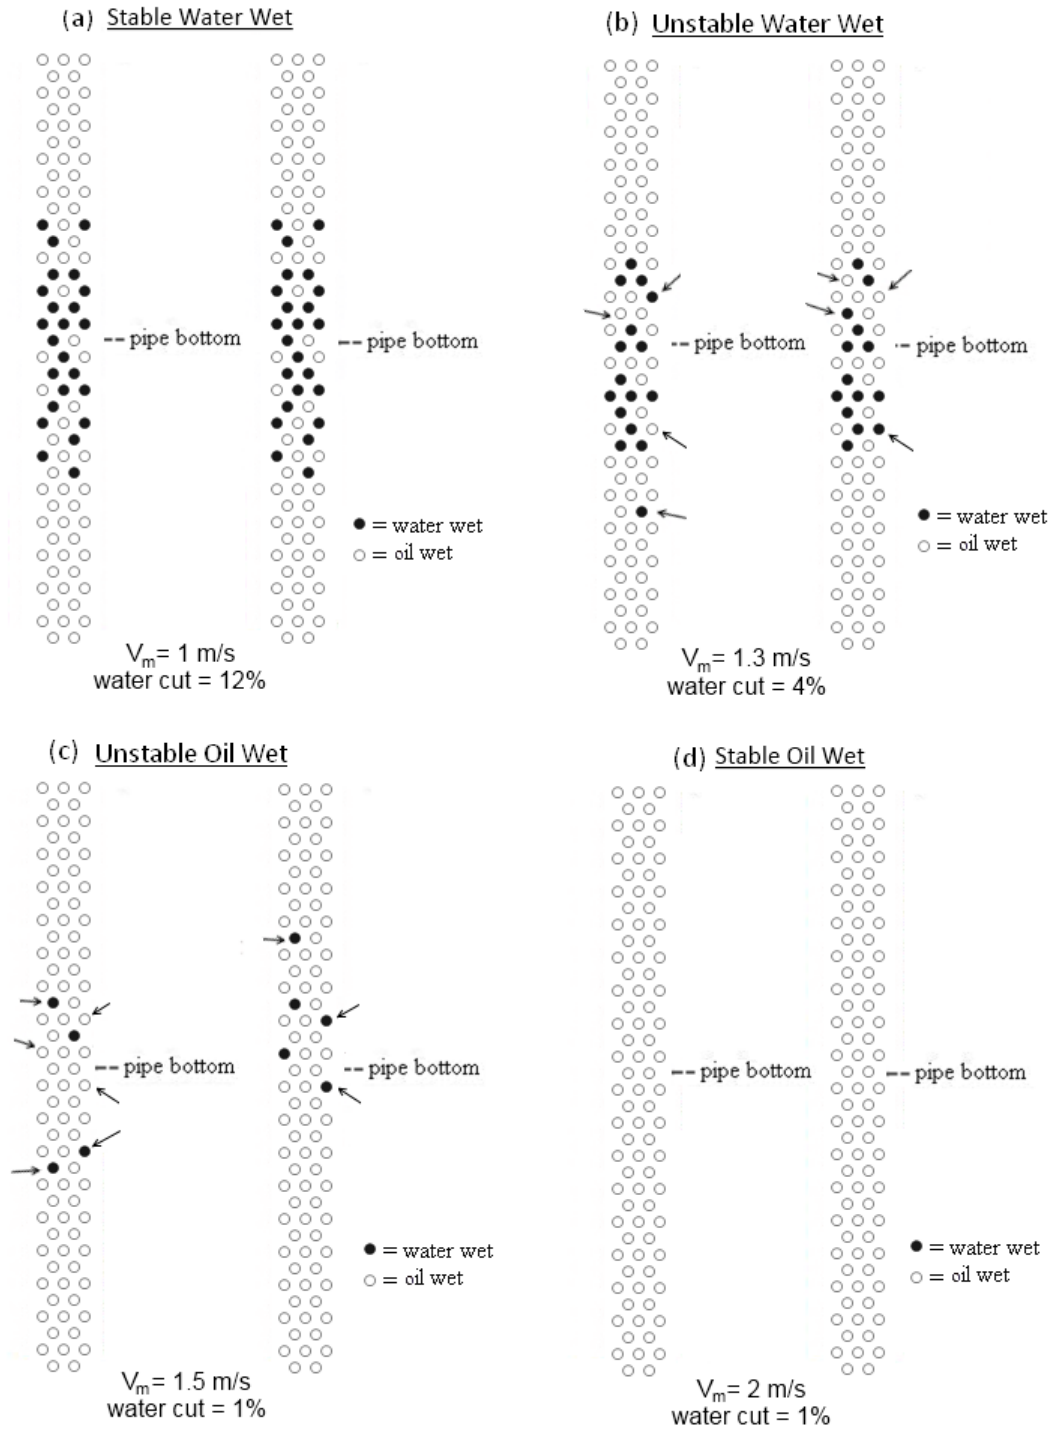 (a) Stable Water Wet
-- pipe bottom
-- pipe bottom
= water wet
= oil wet
Vm= 1 m/s
water cut = 12%
(b) Unstable Water Wet
-- pipe bottom
-- pipe bottom
= water wet
= oil wet
Vm= 1.3 m/s
water cut = 4%
(c) Unstable Oil Wet
-- pipe bottom
-- pipe bottom
= water wet
= oil wet
Vm= 1.5 m/s
water cut = 1%
(d) Stable Oil Wet
-- pipe bottom
-- pipe bottom
= water wet
= oil wet
Vm= 2 m/s
water cut = 1%